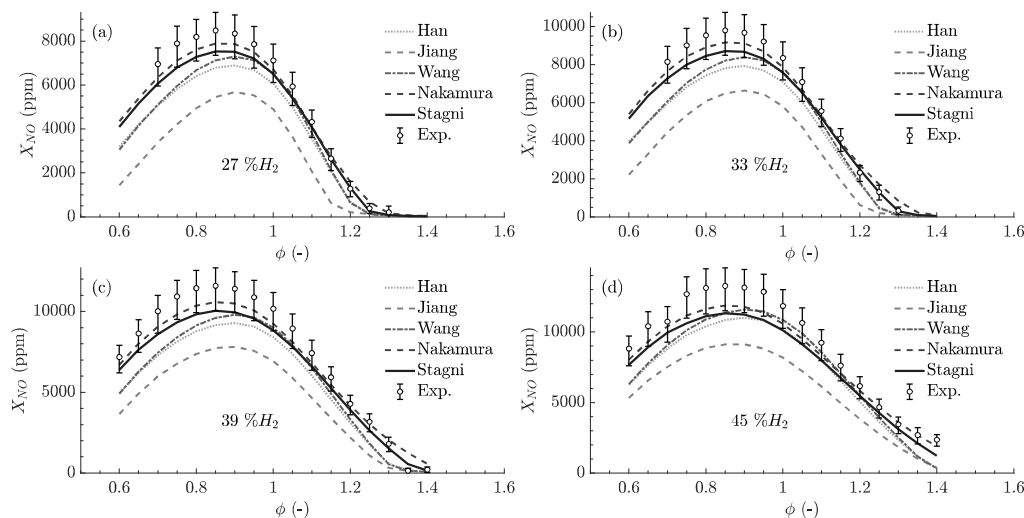 (a)
Han
Jiang
Wang
Nakamura
Stagni
Exp.
27 %H2
X_NO (ppm)
8000
6000
4000
2000
0
0.6 0.8 1 1.2 1.4 1.6
ϕ (-)
(b)
Han
Jiang
Wang
Nakamura
Stagni
Exp.
33 %H2
X_NO (ppm)
10000
8000
6000
4000
2000
0
0.6 0.8 1 1.2 1.4 1.6
ϕ (-)
(c)
Han
Jiang
Wang
Nakamura
Stagni
Exp.
39 %H2
X_NO (ppm)
10000
5000
0
0.6 0.8 1 1.2 1.4 1.6
ϕ (-)
(d)
Han
Jiang
Wang
Nakamura
Stagni
Exp.
45 %H2
X_NO (ppm)
10000
5000
0
0.6 0.8 1 1.2 1.4 1.6
ϕ (-)